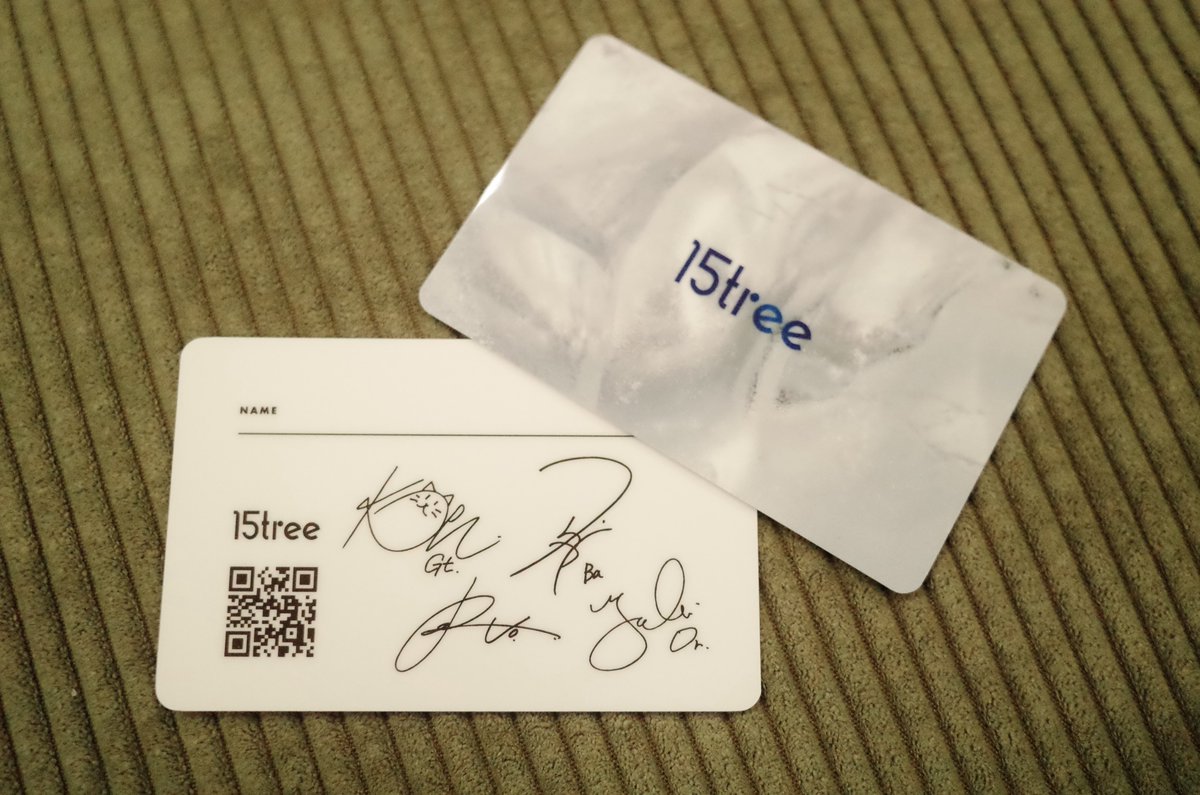 15tree
NAME
15tree
Gt.
Ba
Vo.
Dr.